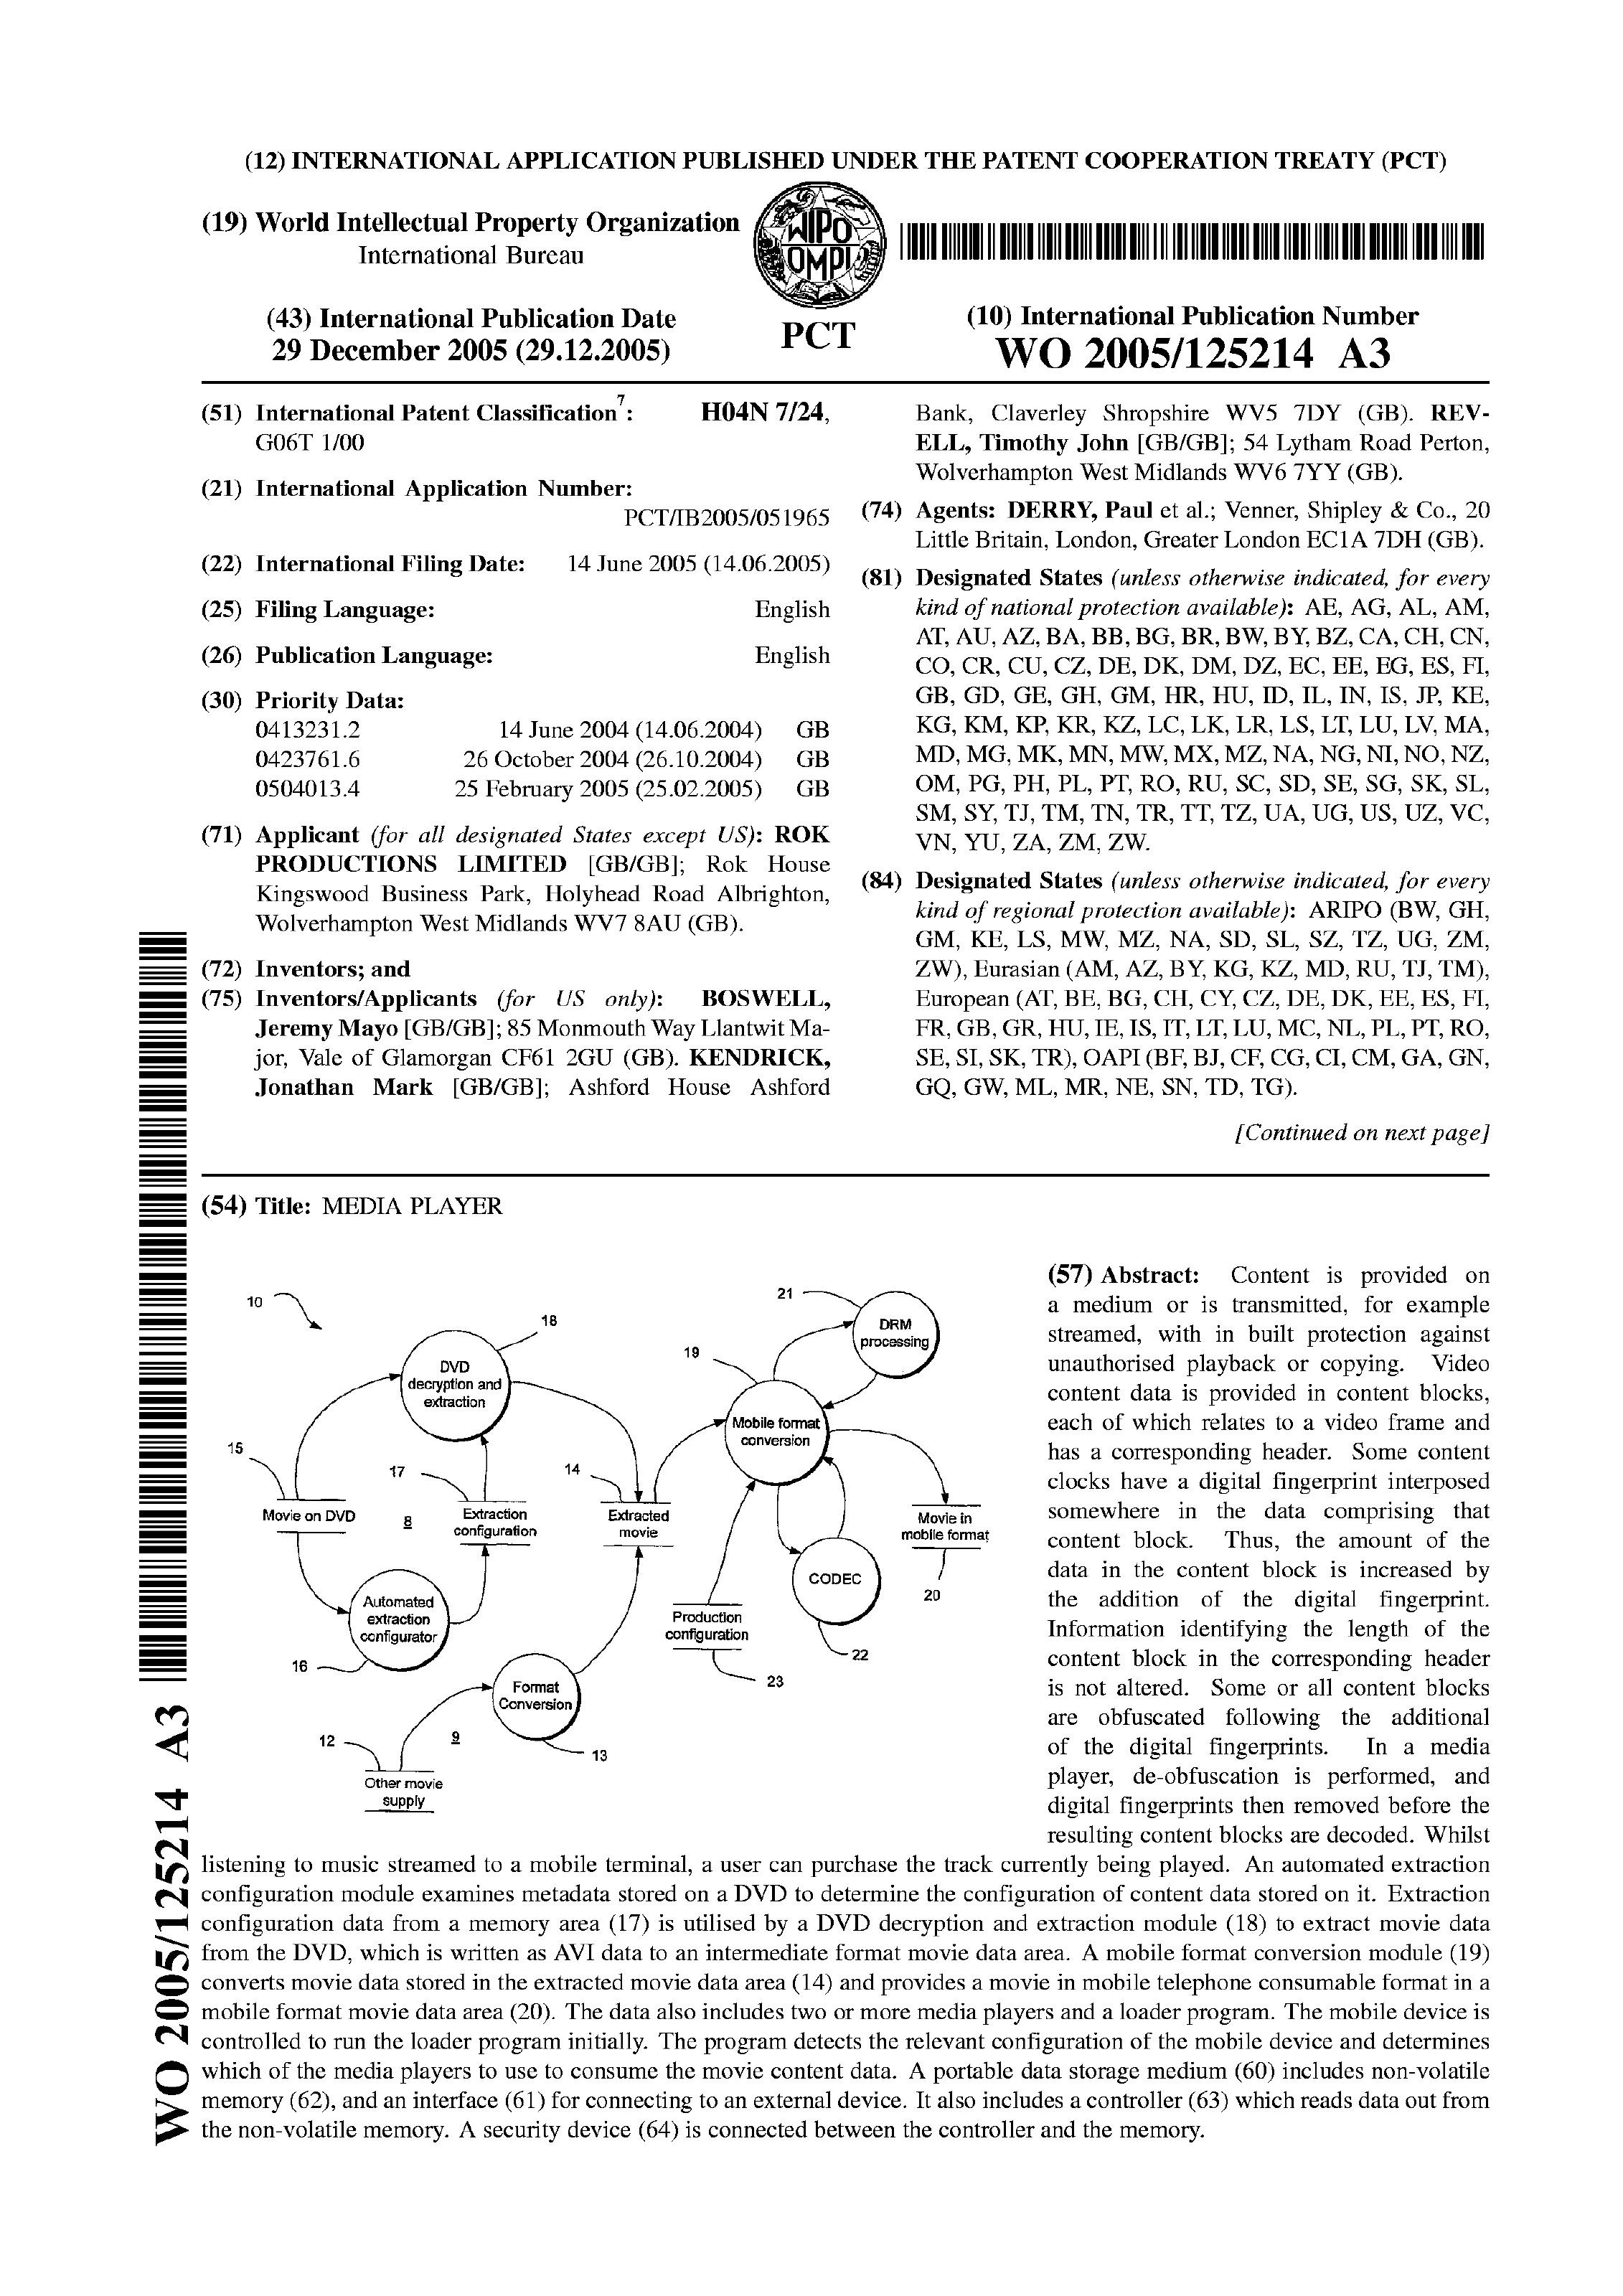 (12) INTERNATIONAL APPLICATION PUBLISHED UNDER THE PATENT COOPERATION TREATY (PCT)
(19) World Intellectual Property Organization
International Bureau
WIPO
OMPI
PCT
(43) International Publication Date
29 December 2005 (29.12.2005)
(10) International Publication Number
WO 2005/125214 A3
(51) International Patent Classification7: H04N 7/24,
G06T 1/00
(21) International Application Number:
PCT/IB2005/051965
(22) International Filing Date: 14 June 2005 (14.06.2005)
(25) Filing Language: English
(26) Publication Language: English
(30) Priority Data:
0413231.2 14 June 2004 (14.06.2004) GB
0423761.6 26 October 2004 (26.10.2004) GB
0504013.4 25 February 2005 (25.02.2005) GB
(71) Applicant (for all designated States except US): ROK
PRODUCTIONS LIMITED [GB/GB]; Rok House
Kingswood Business Park, Holyhead Road Albrighton,
Wolverhampton West Midlands WV7 8AU (GB).
(72) Inventors; and
(75) Inventors/Applicants (for US only): BOSWELL,
Jeremy Mayo [GB/GB]; 85 Monmouth Way Llantwit Ma-
jor, Vale of Glamorgan CF61 2GU (GB). KENDRICK,
Jonathan Mark [GB/GB]; Ashford House Ashford
Bank, Claverley Shropshire WV5 7DY (GB). REV-
ELL, Timothy John [GB/GB]; 54 Lytham Road Perton,
Wolverhampton West Midlands WV6 7YY (GB).
(74) Agents: DERRY, Paul et al.; Venner, Shipley & Co., 20
Little Britain, London, Greater London EC1A 7DH (GB).
(81) Designated States (unless otherwise indicated, for every
kind of national protection available): AE, AG, AL, AM,
AT, AU, AZ, BA, BB, BG, BR, BW, BY, BZ, CA, CH, CN,
CO, CR, CU, CZ, DE, DK, DM, DZ, EC, EE, EG, ES, FI,
GB, GD, GE, GH, GM, HR, HU, ID, IL, IN, IS, JP, KE,
KG, KM, KP, KR, KZ, LC, LK, LR, LS, LT, LU, LV, MA,
MD, MG, MK, MN, MW, MX, MZ, NA, NG, NI, NO, NZ,
OM, PG, PH, PL, PT, RO, RU, SC, SD, SE, SG, SK, SL,
SM, SY, TJ, TM, TN, TR, TT, TZ, UA, UG, US, UZ, VC,
VN, YU, ZA, ZM, ZW.
(84) Designated States (unless otherwise indicated, for every
kind of regional protection available): ARIPO (BW, GH,
GM, KE, LS, MW, MZ, NA, SD, SL, SZ, TZ, UG, ZM,
ZW), Eurasian (AM, AZ, BY, KG, KZ, MD, RU, TJ, TM),
European (AT, BE, BG, CH, CY, CZ, DE, DK, EE, ES, FI,
FR, GB, GR, HU, IE, IS, IT, LT, LU, MC, NL, PL, PT, RO,
SE, SI, SK, TR), OAPI (BF, BJ, CF, CG, CI, CM, GA, GN,
GQ, GW, ML, MR, NE, SN, TD, TG).
[Continued on next page]
(54) Title: MEDIA PLAYER
10
18
21
DRM
processing
19
DVD
decryption and
extraction
Mobile format
conversion
15
17
14
Movie on DVD
8
Extraction
configuration
Extracted
movie
Movie in
mobile format
CODEC
20
Automated
extraction
configurator
Production
configuration
22
16
23
Format
Conversion
12
9
13
Other movie
supply
(57) Abstract: Content is provided on
a medium or is transmitted, for example
streamed, with in built protection against
unauthorised playback or copying. Video
content data is provided in content blocks,
each of which relates to a video frame and
has a corresponding header. Some content
clocks have a digital fingerprint interposed
somewhere in the data comprising that
content block. Thus, the amount of the
data in the content block is increased by
the addition of the digital fingerprint.
Information identifying the length of the
content block in the corresponding header
is not altered. Some or all content blocks
are obfuscated following the additional
of the digital fingerprints. In a media
player, de-obfuscation is performed, and
digital fingerprints then removed before the
resulting content blocks are decoded. Whilst
listening to music streamed to a mobile terminal, a user can purchase the track currently being played. An automated extraction
configuration module examines metadata stored on a DVD to determine the configuration of content data stored on it. Extraction
configuration data from a memory area (17) is utilised by a DVD decryption and extraction module (18) to extract movie data
from the DVD, which is written as AVI data to an intermediate format movie data area. A mobile format conversion module (19)
converts movie data stored in the extracted movie data area (14) and provides a movie in mobile telephone consumable format in a
mobile format movie data area (20). The data also includes two or more media players and a loader program. The mobile device is
controlled to run the loader program initially. The program detects the relevant configuration of the mobile device and determines
which of the media players to use to consume the movie content data. A portable data storage medium (60) includes non-volatile
memory (62), and an interface (61) for connecting to an external device. It also includes a controller (63) which reads data out from
the non-volatile memory. A security device (64) is connected between the controller and the memory.
WO 2005/125214 A3